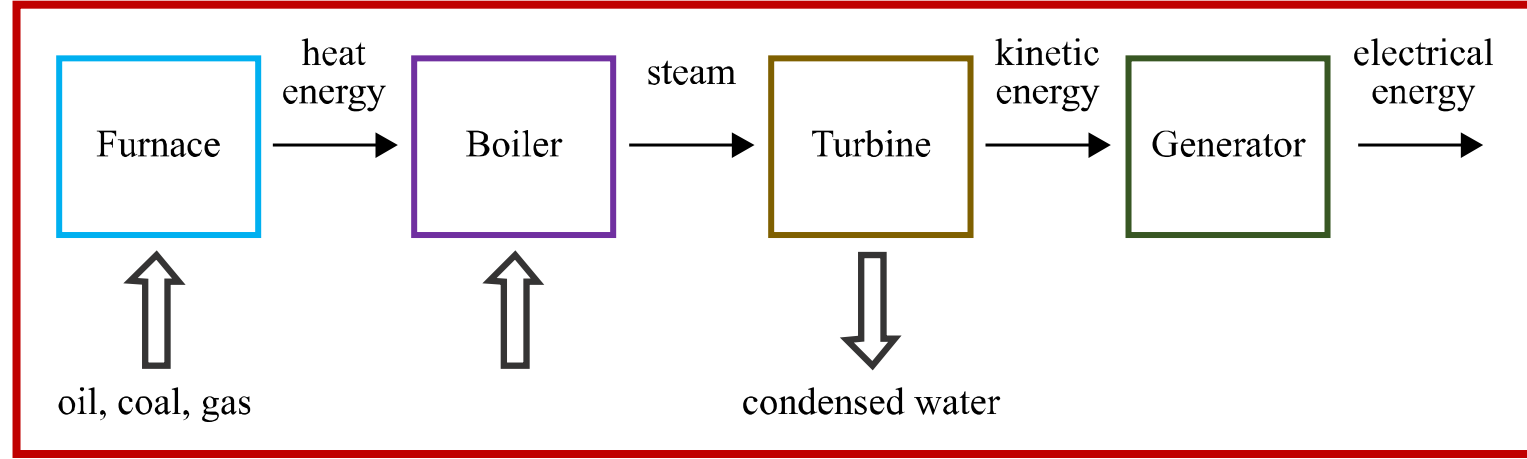 heat
energy
steam
kinetic
energy
electrical
energy
Furnace
Boiler
Turbine
Generator
oil, coal, gas
condensed water